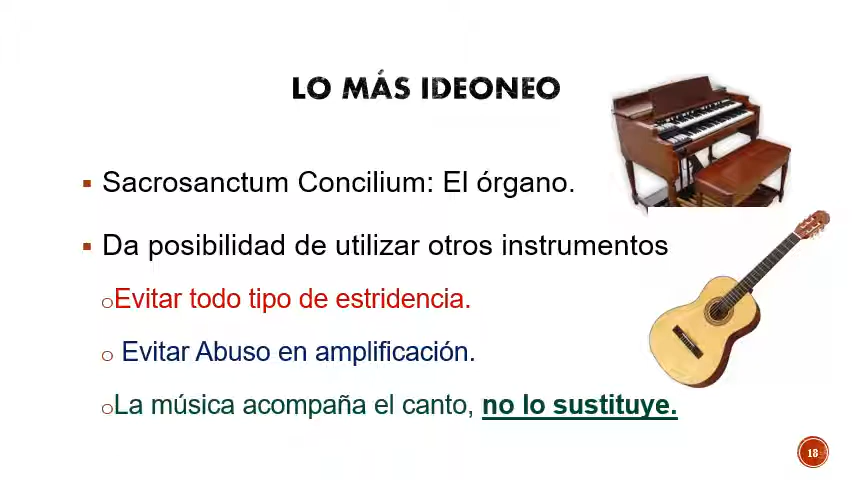 LO MÁS IDEONEO
Sacrosanctum Concilium: El órgano.
Da posibilidad de utilizar otros instrumentos
Evitar todo tipo de estridencia.
Evitar Abuso en amplificación.
La música acompaña el canto, no lo sustituye.
18